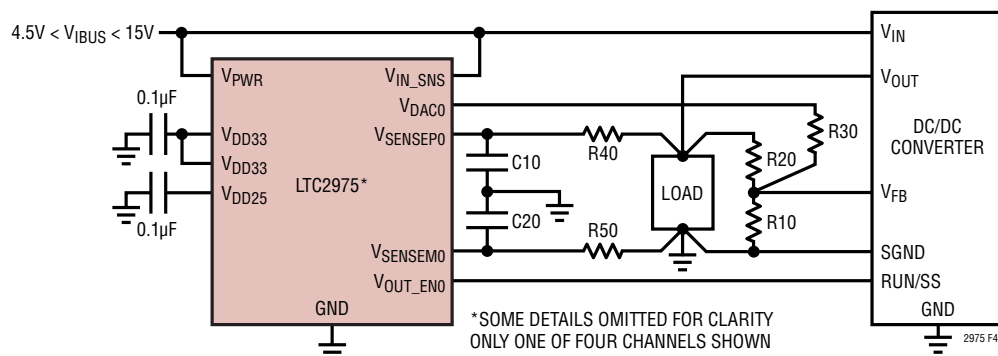 4.5V < VIBUS < 15V
VIN
VPWR
VIN_SNS
VOUT
0.1µF
VDAC0
VDD33
VSENSEP0
R40
R30
DC/DC
CONVERTER
VDD33
C10
R20
LTC2975*
LOAD
VDD25
VFB
0.1µF
C20
R10
R50
VSENSEM0
SGND
VOUT_EN0
RUN/SS
GND
GND
*SOME DETAILS OMITTED FOR CLARITY
ONLY ONE OF FOUR CHANNELS SHOWN
2975 F4